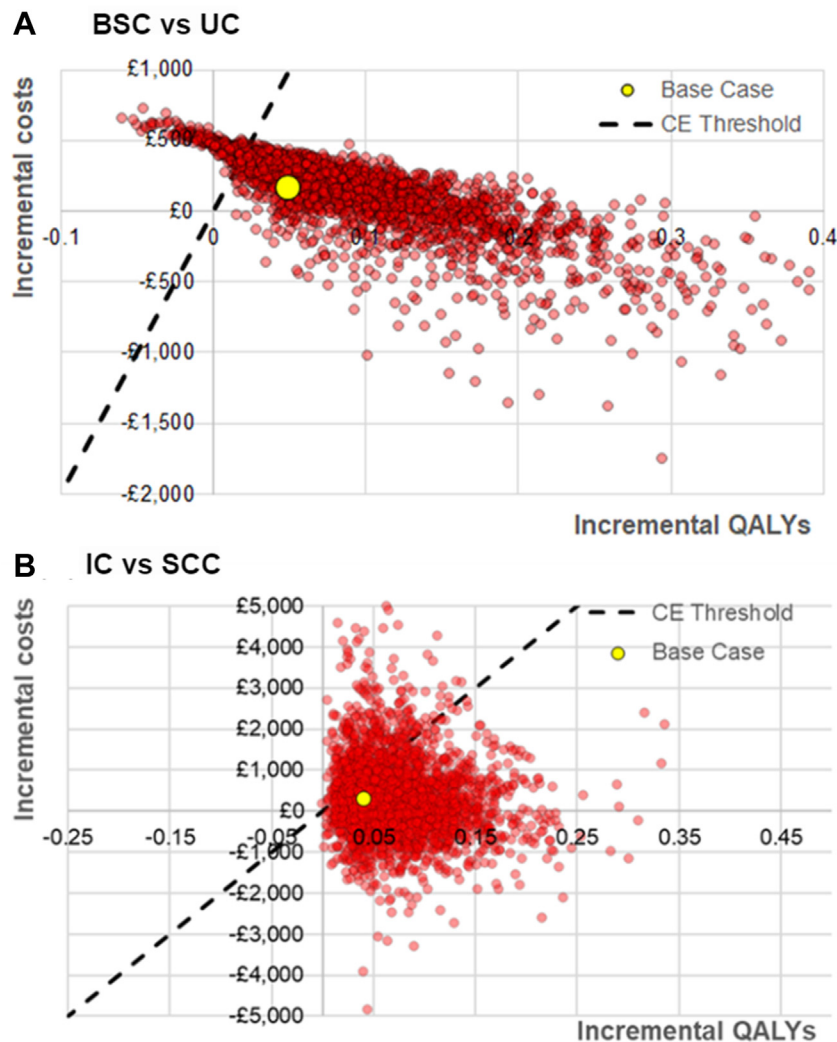 A BSC vs UC
Incremental costs
£1,000
£500
£0
-£500
-£1,000
-£1,500
-£2,000
-0.1 0 0.1 0.2 0.3 0.4
Base Case
CE Threshold
Incremental QALYs
B IC vs SCC
Incremental costs
£5,000
£4,000
£3,000
£2,000
£1,000
£0
-£1,000
-£2,000
-£3,000
-£4,000
-£5,000
-0.25 -0.15 -0.05 0.05 0.15 0.25 0.35 0.45
CE Threshold
Base Case
Incremental QALYs